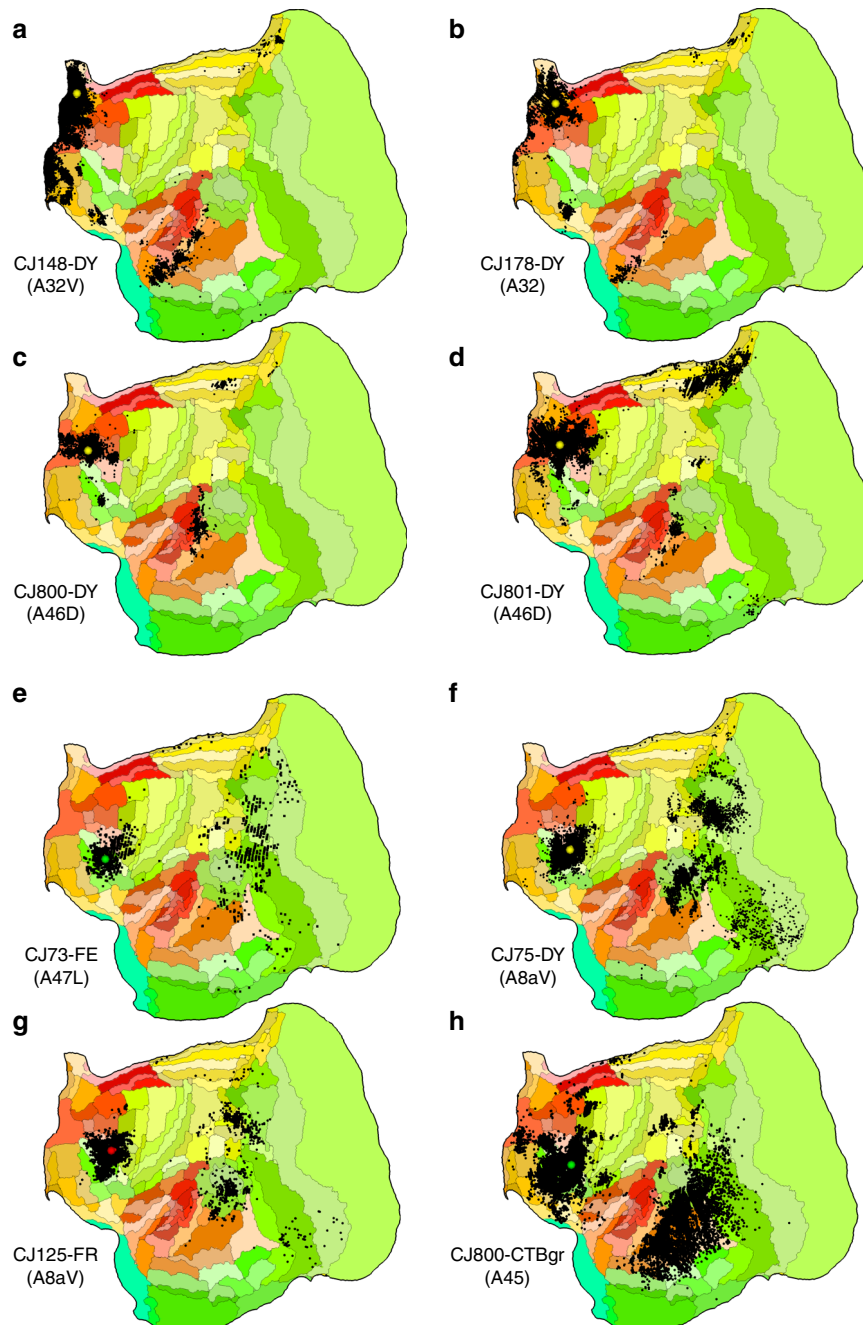 a
b
CJ148-DY
(A32V)
CJ178-DY
(A32)
c
d
CJ800-DY
(A46D)
CJ801-DY
(A46D)
e
f
CJ73-FE
(A47L)
CJ75-DY
(A8aV)
g
h
CJ125-FR
(A8aV)
CJ800-CTBgr
(A45)